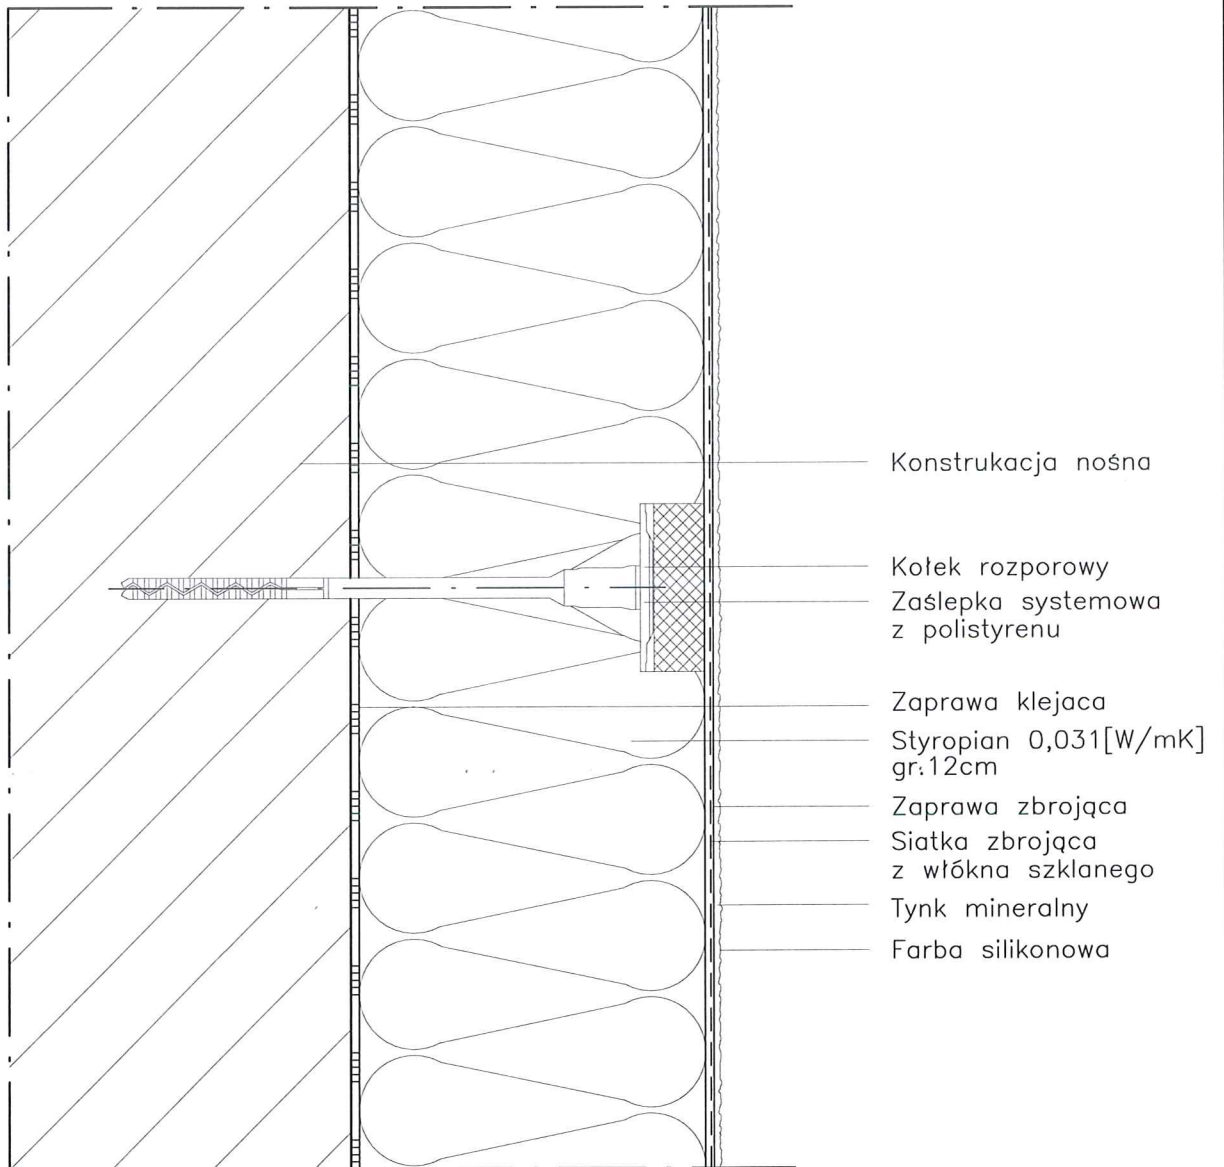 Konstrukacja nośna
Kołek rozporowy
Zaślepka systemowa
z polistyrenu
Zaprawa klejaca
Styropian 0,031[W/mK]
gr.12cm
Zaprawa zbrojąca
Siatka zbrojąca
z włókna szklanego
Tynk mineralny
Farba silikonowa